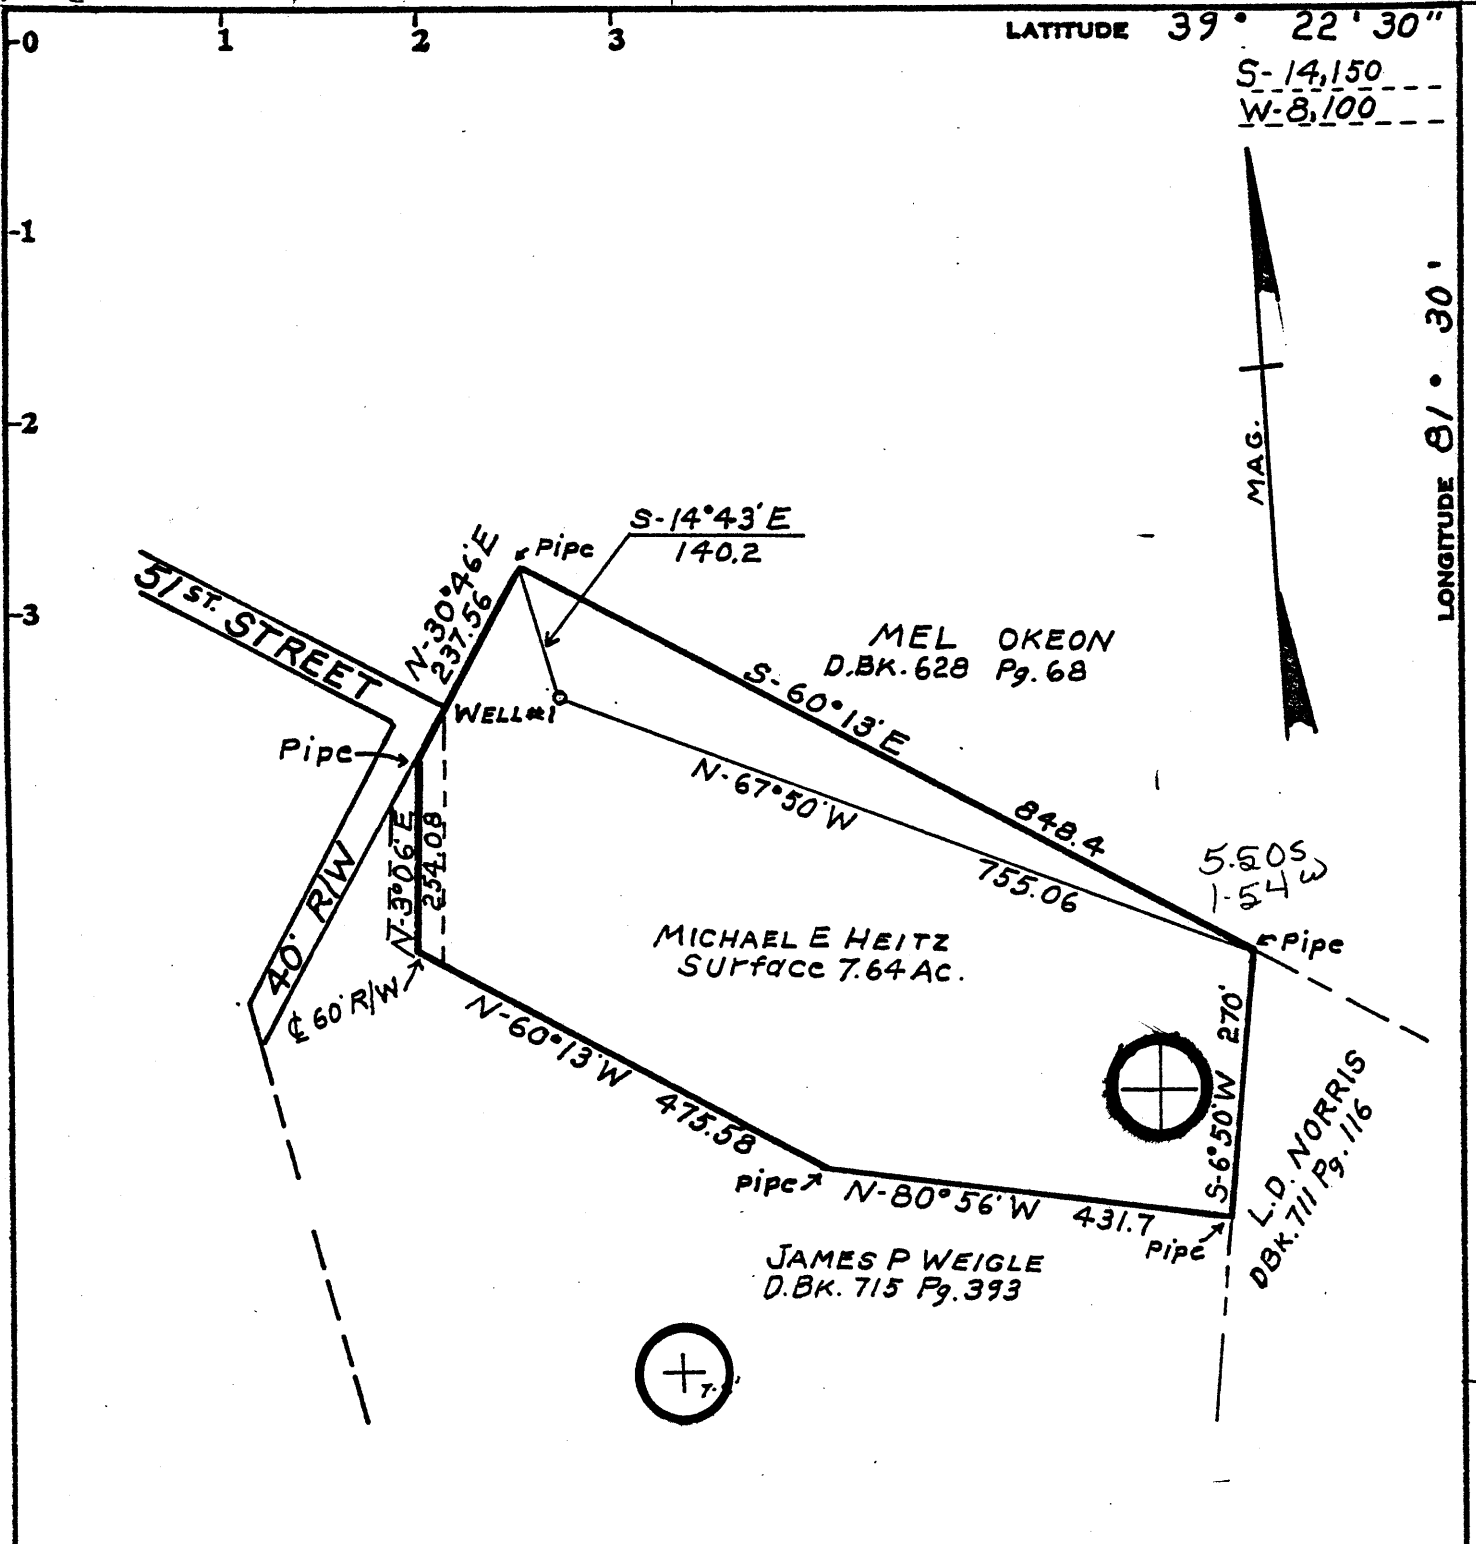 -0
1
2
3
LATITUDE 39° 22' 30"
S-14,150
W-8,100
-1
-2
-3
LONGITUDE 81° 30'
MAG.
S-14°43'E
140.2
Pipe
N-30°46'E
237.56
51 ST. STREET
MEL OKEON
D.BK.628 Pg.68
S-60°13'E
848.4
WELL #1
Pipe
N-67°50'W
755.06
N-3°06'E
254.08
5.50S
1.54W
Pipe
MICHAEL E HEITZ
Surface 7.64 Ac.
40' R/W
℄ 60' R/W
N-60°13'W
475.58
270'
S-6°50'W
L.D. NORRIS
DBK.711 Pg.116
pipe
N-80°56'W
431.7
Pipe
JAMES P WEIGLE
D.BK. 715 Pg.393